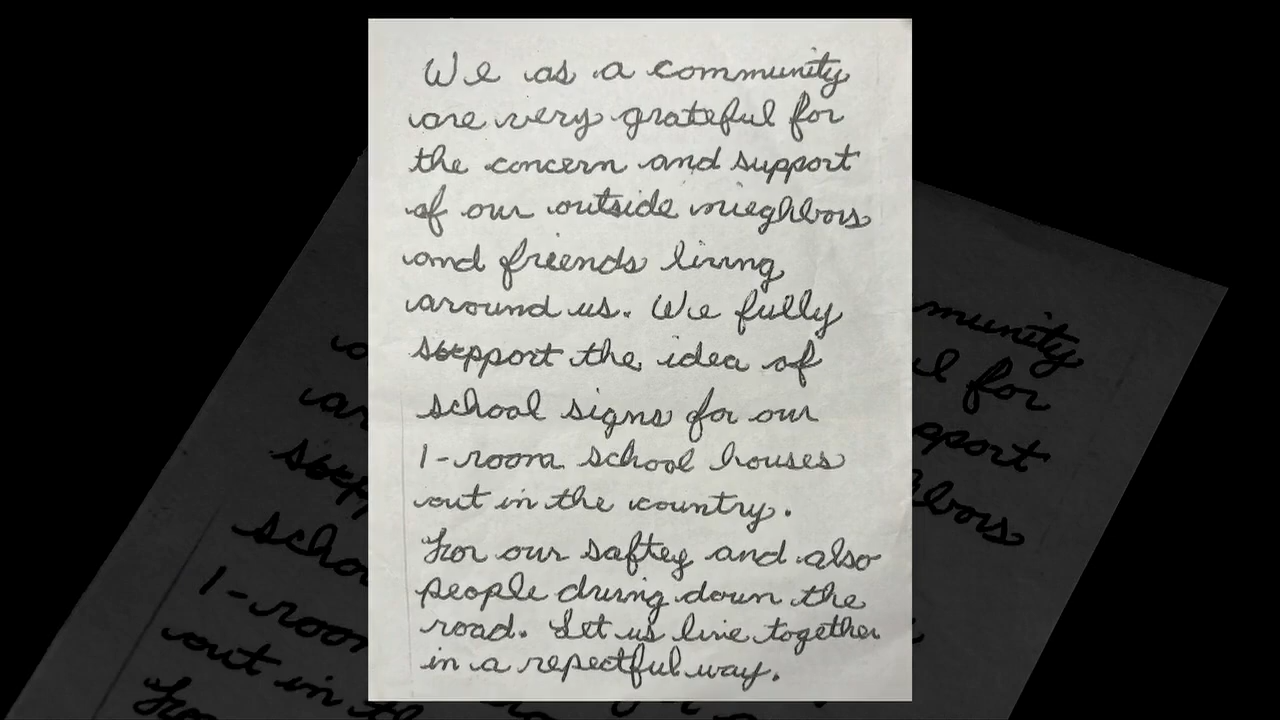 We as a community
are very grateful for
the concern and support
of our outside nieghbors
and friends living
around us. We fully
support the idea of
school signs for our
1-room school houses
out in the country.
For our saftey and also
people driving down the
road. Let us live together
in a repectful way.